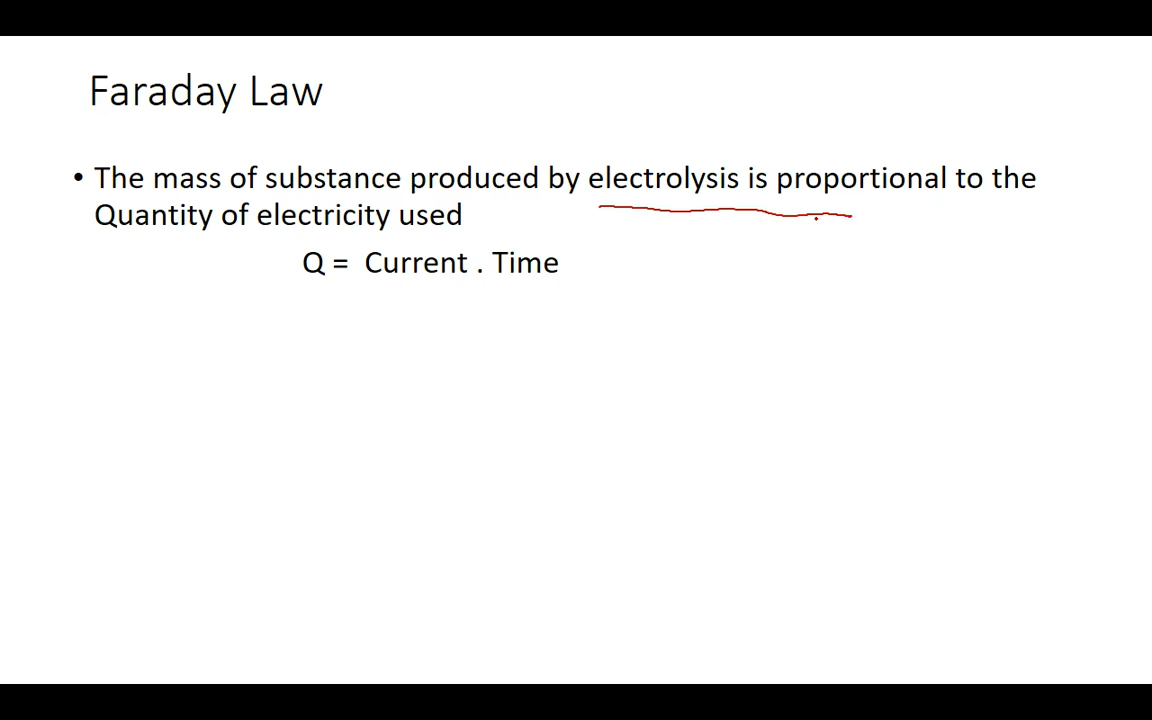 Faraday Law
• The mass of substance produced by electrolysis is proportional to the
Quantity of electricity used
Q = Current . Time